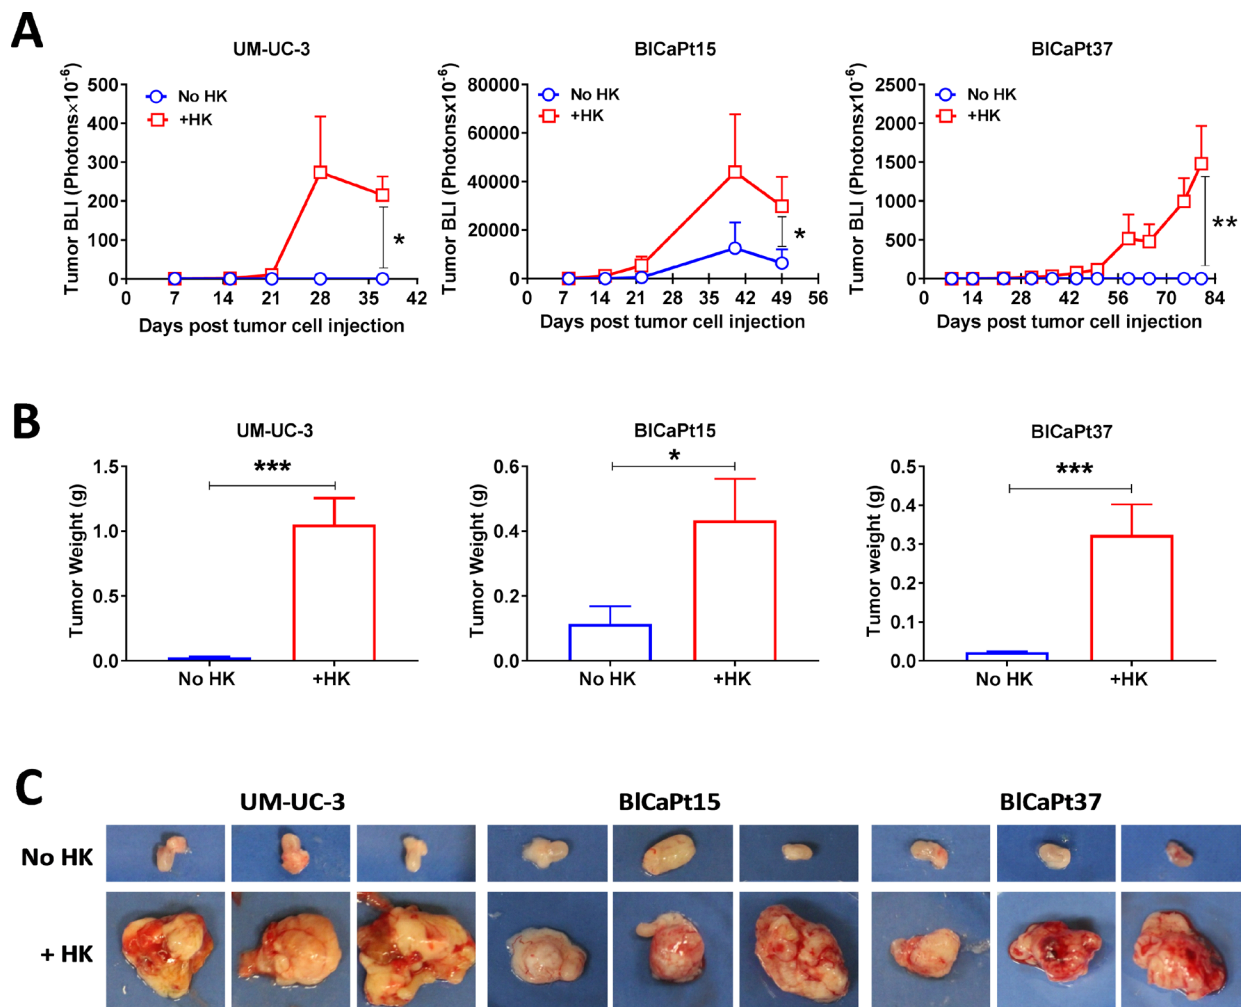 A
UM-UC-3
Tumor BLI (Photons×10⁻⁶)
500
400
300
200
100
0
No HK
+HK
*
0 7 14 21 28 35 42
Days post tumor cell injection
BlCaPt15
Tumor BLI (Photonsx10⁻⁶)
80000
60000
40000
20000
0
No HK
+HK
*
0 7 14 21 28 35 42 49 56
Days post tumor cell injection
BlCaPt37
Tumor BLI (Photonsx10⁻⁶)
2500
2000
1500
1000
500
0
No HK
+HK
**
0 14 28 42 56 70 84
Days post tumor cell injection
B
UM-UC-3
Tumor Weight (g)
1.5
1.0
0.5
0.0
***
No HK +HK
BlCaPt15
Tumor Weight (g)
0.6
0.4
0.2
0.0
*
No HK +HK
BlCaPt37
Tumor weight (g)
0.5
0.4
0.3
0.2
0.1
0.0
***
No HK +HK
C
UM-UC-3 BlCaPt15 BlCaPt37
No HK
+ HK